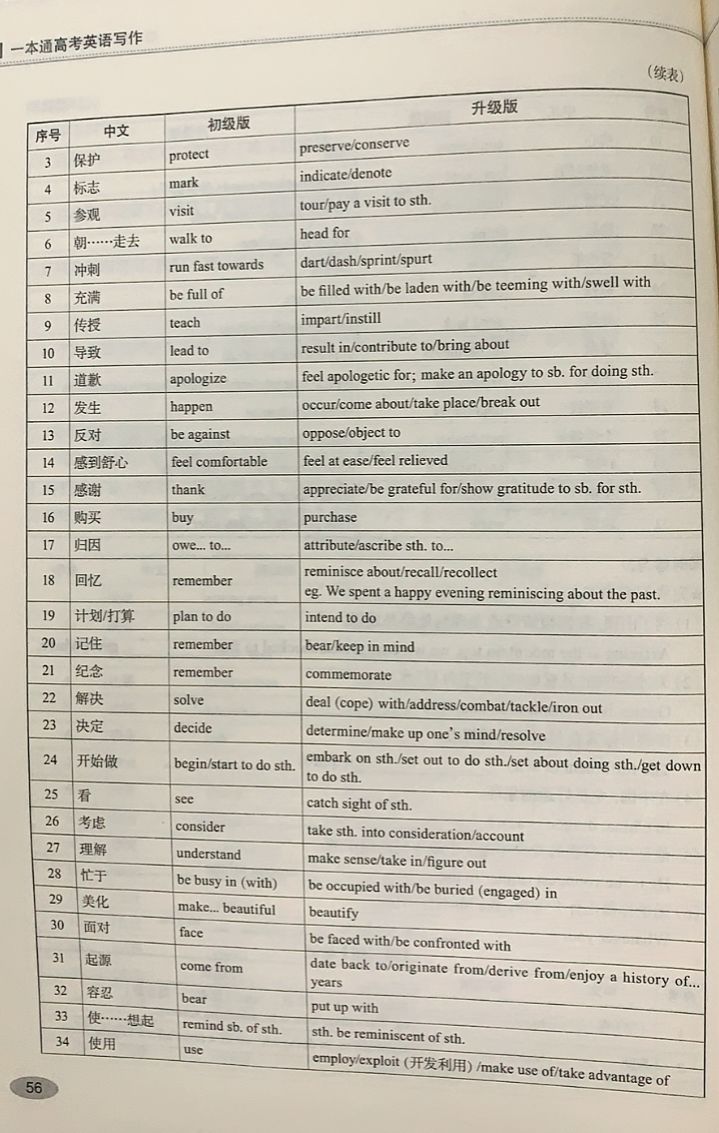 一本通高考英语写作
(续表)
序号 中文 初级版 升级版
3 保护 protect preserve/conserve
4 标志 mark indicate/denote
5 参观 visit tour/pay a visit to sth.
6 朝……走去 walk to head for
7 冲刺 run fast towards dart/dash/sprint/spurt
8 充满 be full of be filled with/be laden with/be teeming with/swell with
9 传授 teach impart/instill
10 导致 lead to result in/contribute to/bring about
11 道歉 apologize feel apologetic for; make an apology to sb. for doing sth.
12 发生 happen occur/come about/take place/break out
13 反对 be against oppose/object to
14 感到舒心 feel comfortable feel at ease/feel relieved
15 感谢 thank appreciate/be grateful for/show gratitude to sb. for sth.
16 购买 buy purchase
17 归因 owe... to... attribute/ascribe sth. to...
18 回忆 remember reminisce about/recall/recollect
eg. We spent a happy evening reminiscing about the past.
19 计划/打算 plan to do intend to do
20 记住 remember bear/keep in mind
21 纪念 remember commemorate
22 解决 solve deal (cope) with/address/combat/tackle/iron out
23 决定 decide determine/make up one's mind/resolve
24 开始做 begin/start to do sth. embark on sth./set out to do sth./set about doing sth./get down
to do sth.
25 看 see catch sight of sth.
26 考虑 consider take sth. into consideration/account
27 理解 understand make sense/take in/figure out
28 忙于 be busy in (with) be occupied with/be buried (engaged) in
29 美化 make... beautiful beautify
30 面对 face be faced with/be confronted with
31 起源 come from date back to/originate from/derive from/enjoy a history of...
years
32 容忍 bear put up with
33 使……想起 remind sb. of sth. sth. be reminiscent of sth.
34 使用 use employ/exploit (开发利用) /make use of/take advantage of
56